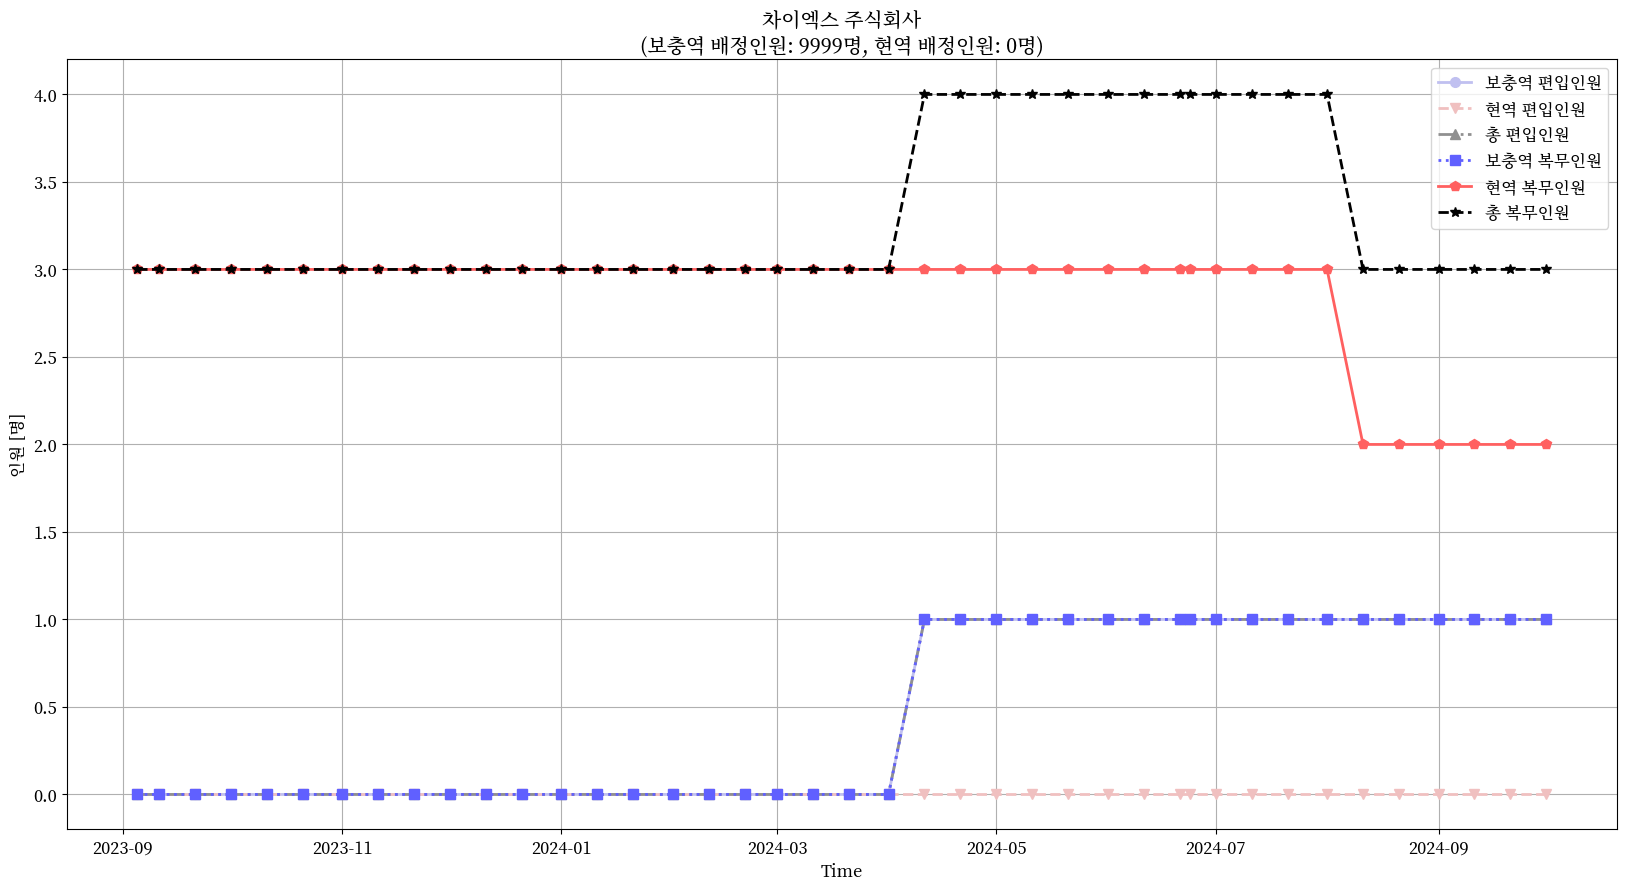 차이엑스 주식회사
(보충역 배정인원: 9999명, 현역 배정인원: 0명)
보충역 편입인원
현역 편입인원
총 편입인원
보충역 복무인원
현역 복무인원
총 복무인원
인원 [명]
4.0
3.5
3.0
2.5
2.0
1.5
1.0
0.5
0.0
2023-09 2023-11 2024-01 2024-03 2024-05 2024-07 2024-09
Time